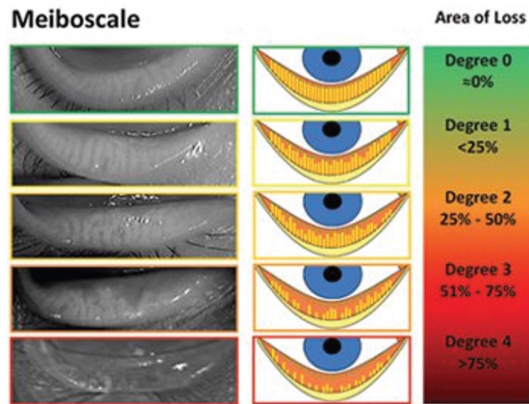 Meiboscale
Area of Loss
Degree 0
≈0%
Degree 1
<25%
Degree 2
25% - 50%
Degree 3
51% - 75%
Degree 4
>75%